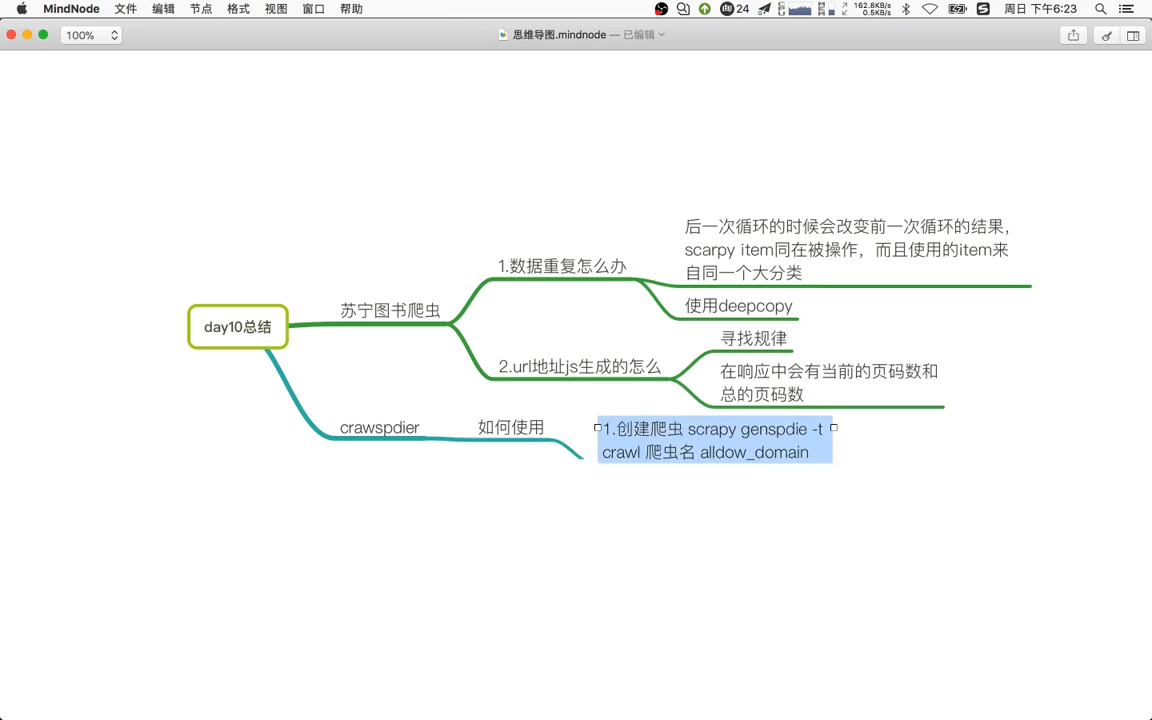 MindNode 文件 编辑 节点 格式 视图 窗口 帮助 24 162.8KB/s 0.5KB/s 周日 下午6:23
100% 思维导图.mindnode — 已编辑
后一次循环的时候会改变前一次循环的结果,
scarpy item同在被操作，而且使用的item来
自同一个大分类
1.数据重复怎么办
使用deepcopy
苏宁图书爬虫
day10总结
寻找规律
2.url地址js生成的怎么
在响应中会有当前的页码数和
总的页码数
crawspdier
如何使用
1.创建爬虫 scrapy genspdie -t
crawl 爬虫名 alldow_domain